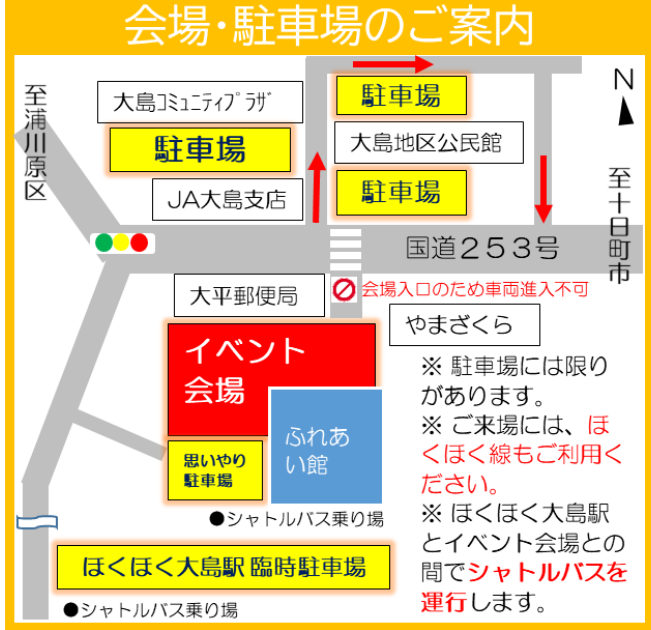 会場・駐車場のご案内
至浦川原区
大島ｺﾐｭﾆﾃｨﾌﾟﾗｻﾞ
駐車場
JA大島支店
駐車場
大島地区公民館
駐車場
N
至十日町市
国道２５３号
大平郵便局
会場入口のため車両進入不可
やまざくら
イベント
会場
ふれあ
い館
思いやり
駐車場
●シャトルバス乗り場
ほくほく大島駅 臨時駐車場
●シャトルバス乗り場
※ 駐車場には限り
があります。
※ ご来場には、ほ
くほく線もご利用く
ださい。
※ ほくほく大島駅
とイベント会場との
間でシャトルバスを
運行します。